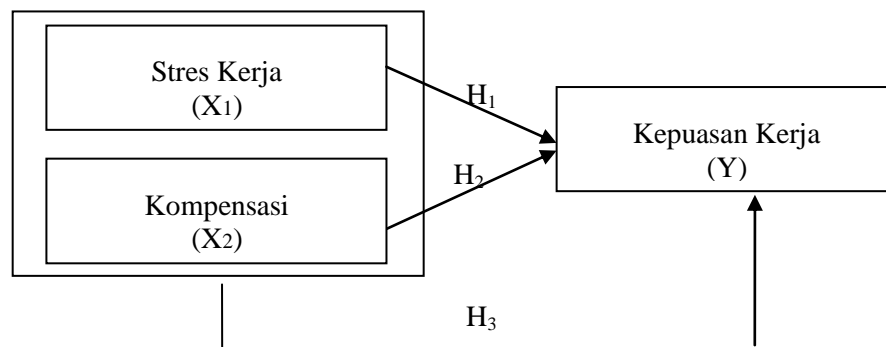 Stres Kerja
(X1)
H1
Kepuasan Kerja
(Y)
H2
Kompensasi
(X2)
H3